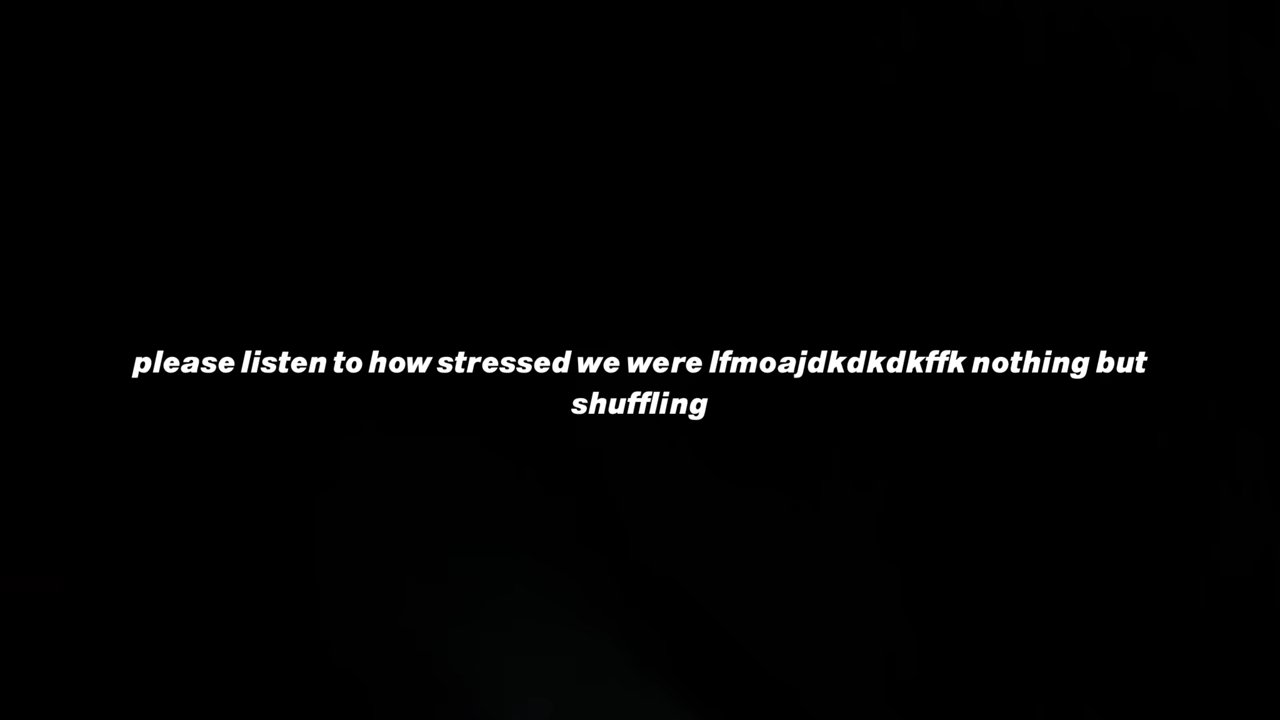 please listen to how stressed we were lfmoajdkdkdkffk nothing but
shuffling